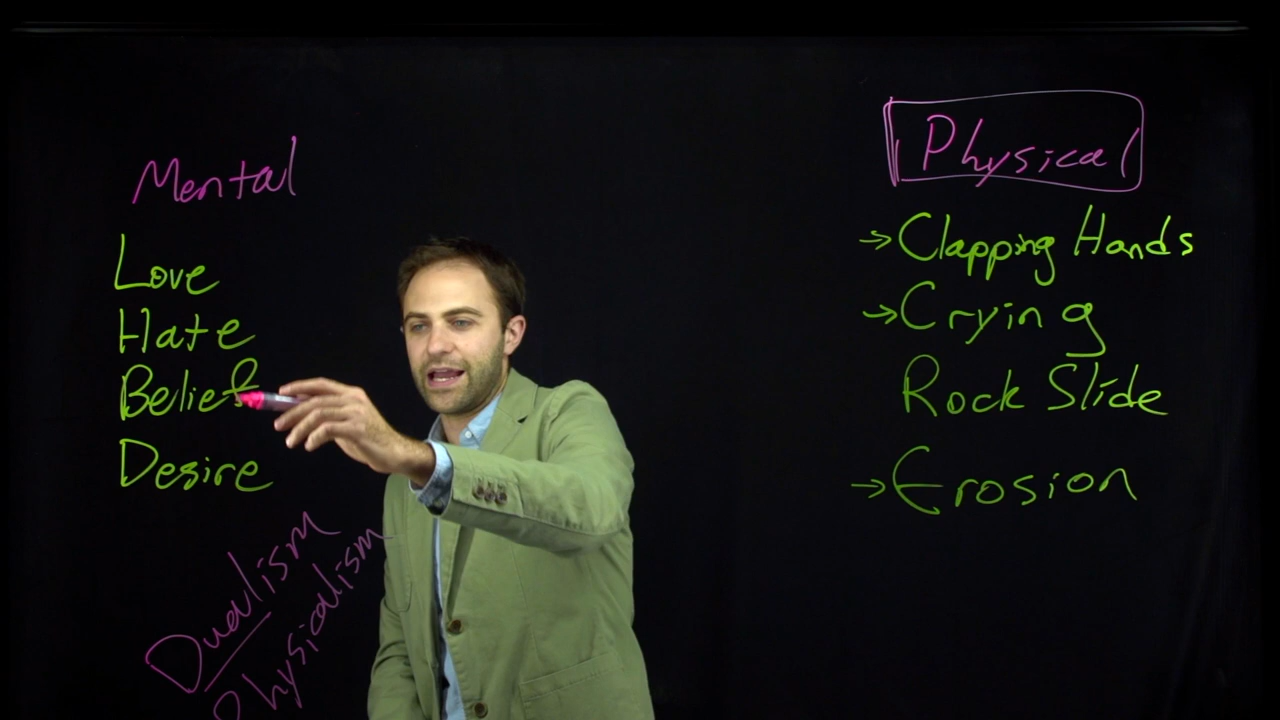 Mental
Love
Hate
Belief
Desire
Dualism
Physicalism
Physical
→ Clapping Hands
→ Crying
Rock Slide
→ Erosion